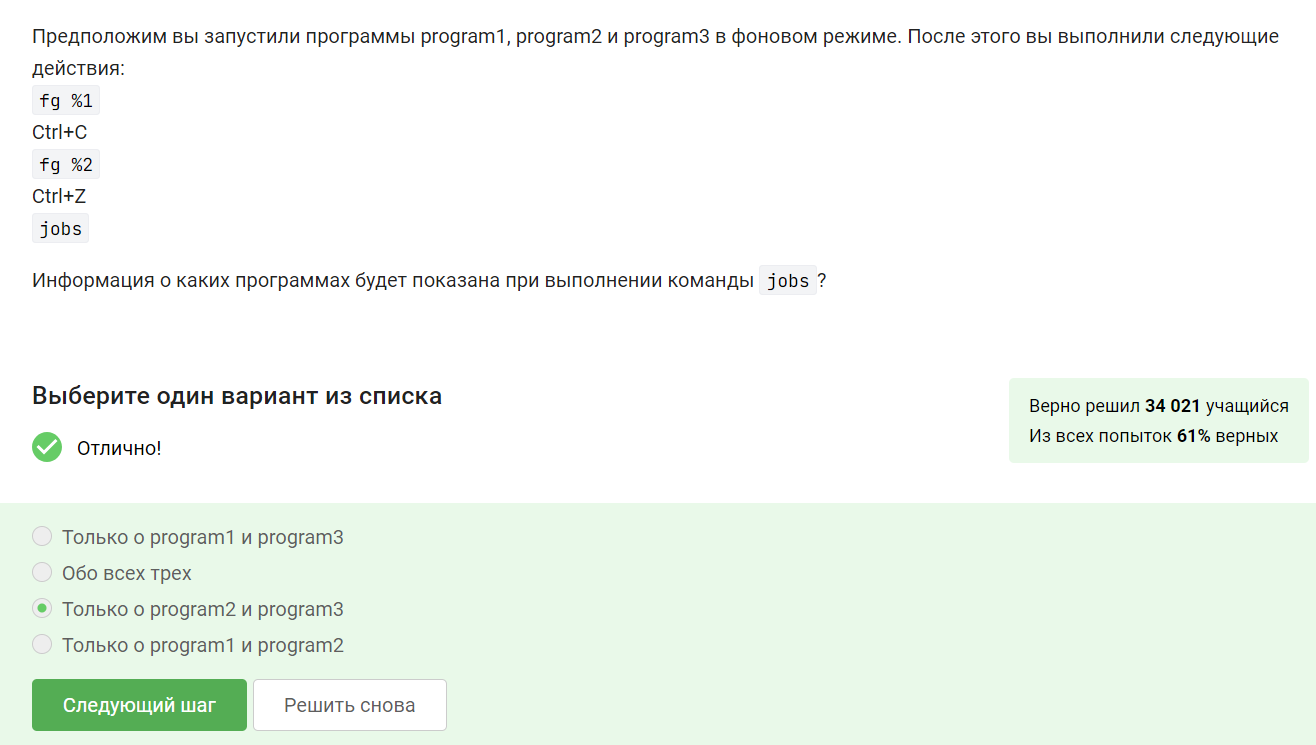 Предположим вы запустили программы program1, program2 и program3 в фоновом режиме. После этого вы выполнили следующие
действия:
fg %1
Ctrl+C
fg %2
Ctrl+Z
jobs
Информация о каких программах будет показана при выполнении команды jobs?
Выберите один вариант из списка
Верно решил 34 021 учащийся
Из всех попыток 61% верных
Отлично!
Только о program1 и program3
Обо всех трех
Только о program2 и program3
Только о program1 и program2
Следующий шаг
Решить снова